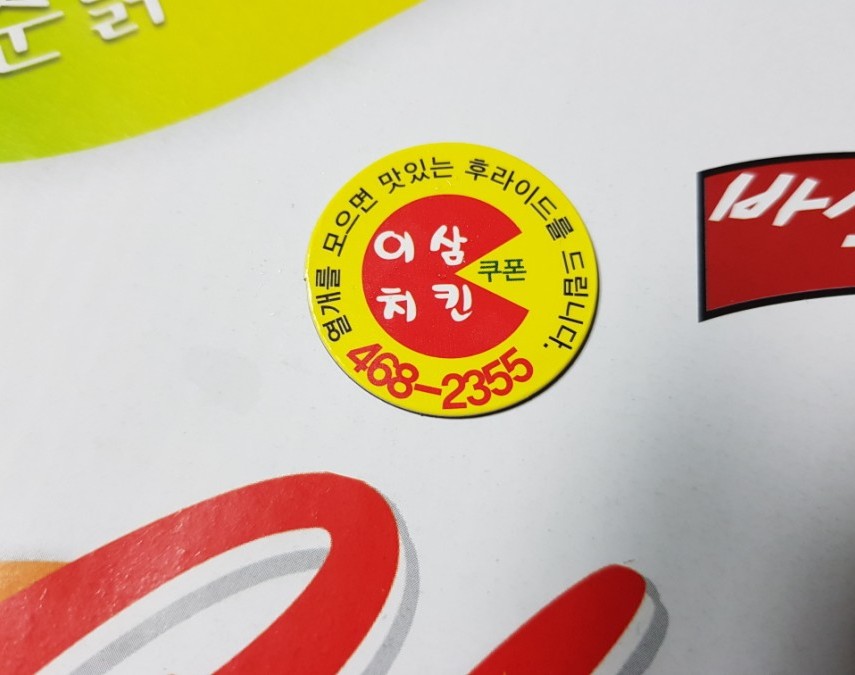 열개를 모으면 맛있는 후라이드를 드립니다.
이삼
치킨
쿠폰
468-2355